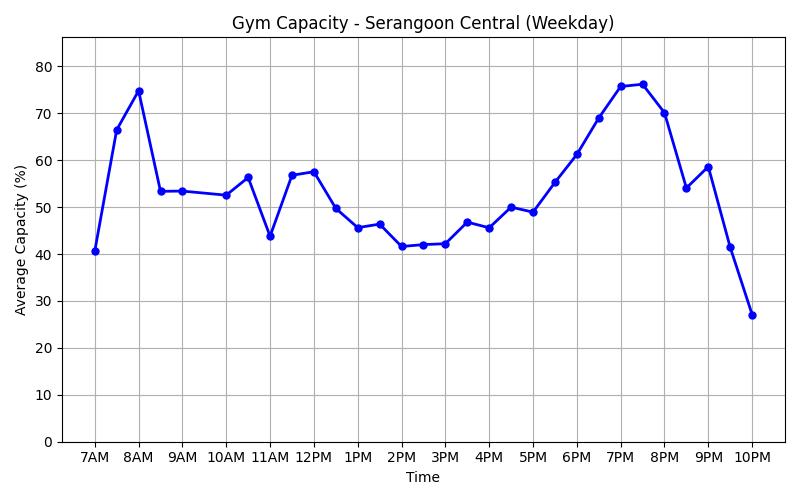 Gym Capacity - Serangoon Central (Weekday)
Average Capacity (%)
80
70
60
50
40
30
20
10
0
7AM 8AM 9AM 10AM 11AM 12PM 1PM 2PM 3PM 4PM 5PM 6PM 7PM 8PM 9PM 10PM
Time